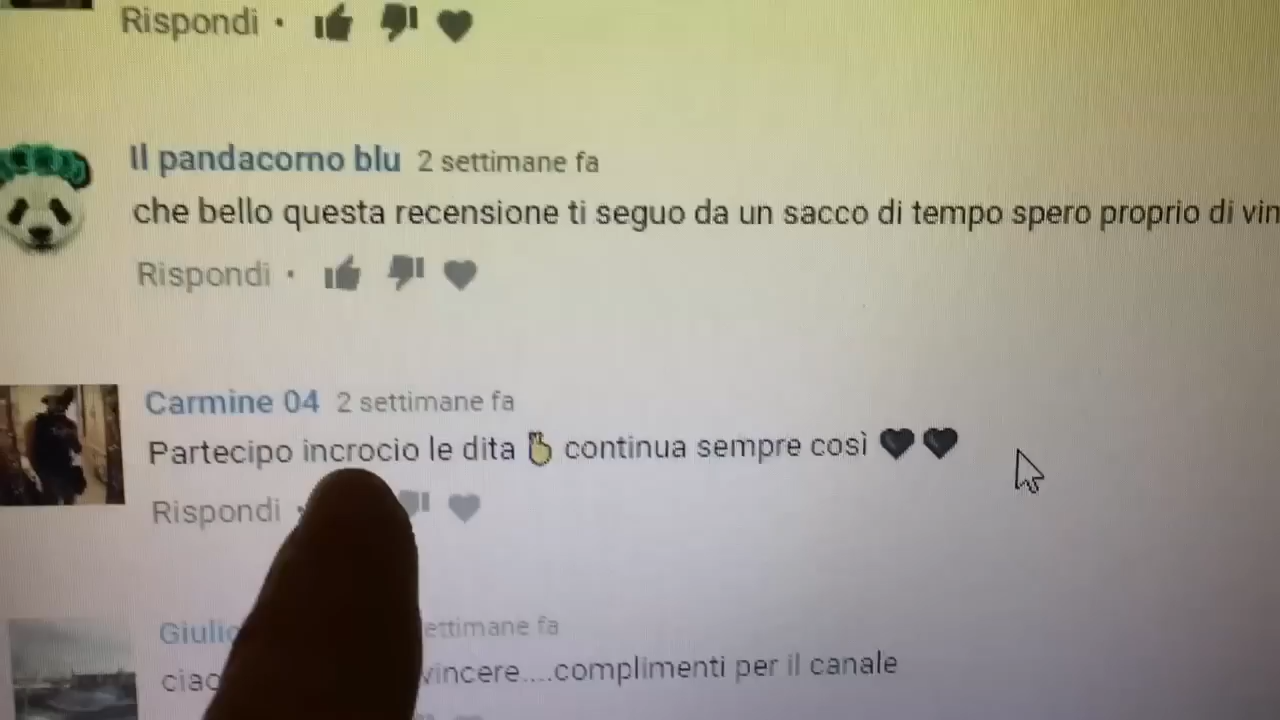 Rispondi •
Il pandacorno blu 2 settimane fa
che bello questa recensione ti seguo da un sacco di tempo spero proprio di
Rispondi •
Carmine 04 2 settimane fa
Partecipo incrocio le dita 🤞 continua sempre così 🖤🖤
Rispondi
fa
vincere....complimenti per il canale